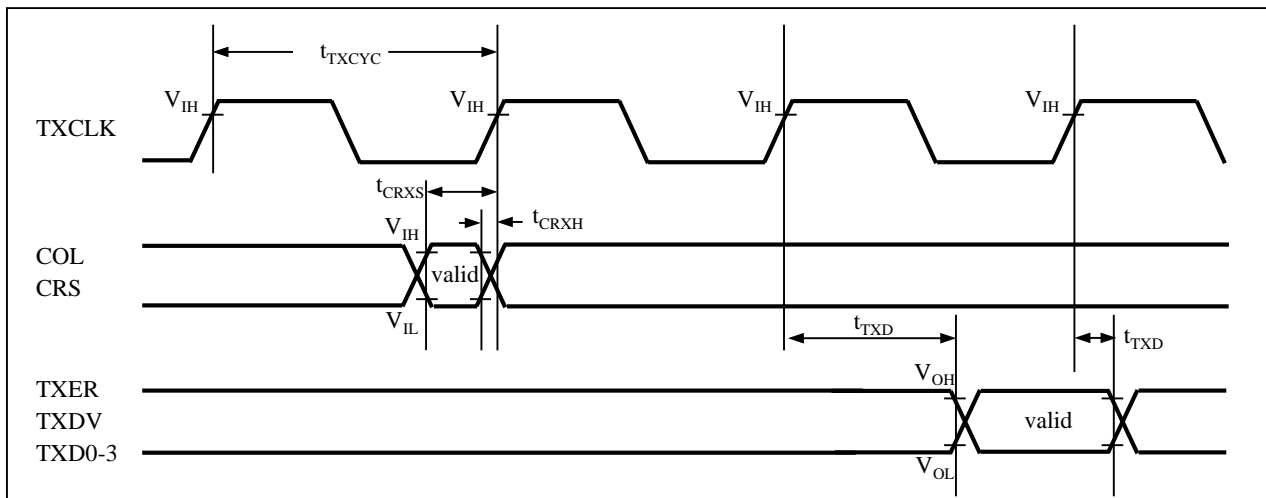 tTXCYC
VIH VIH VIH VIH
TXCLK
tCRXS
VIH tCRXH
COL
valid
CRS
VIL
tTXD tTXD
TXER VOH
TXDV valid
TXD0-3 VOL